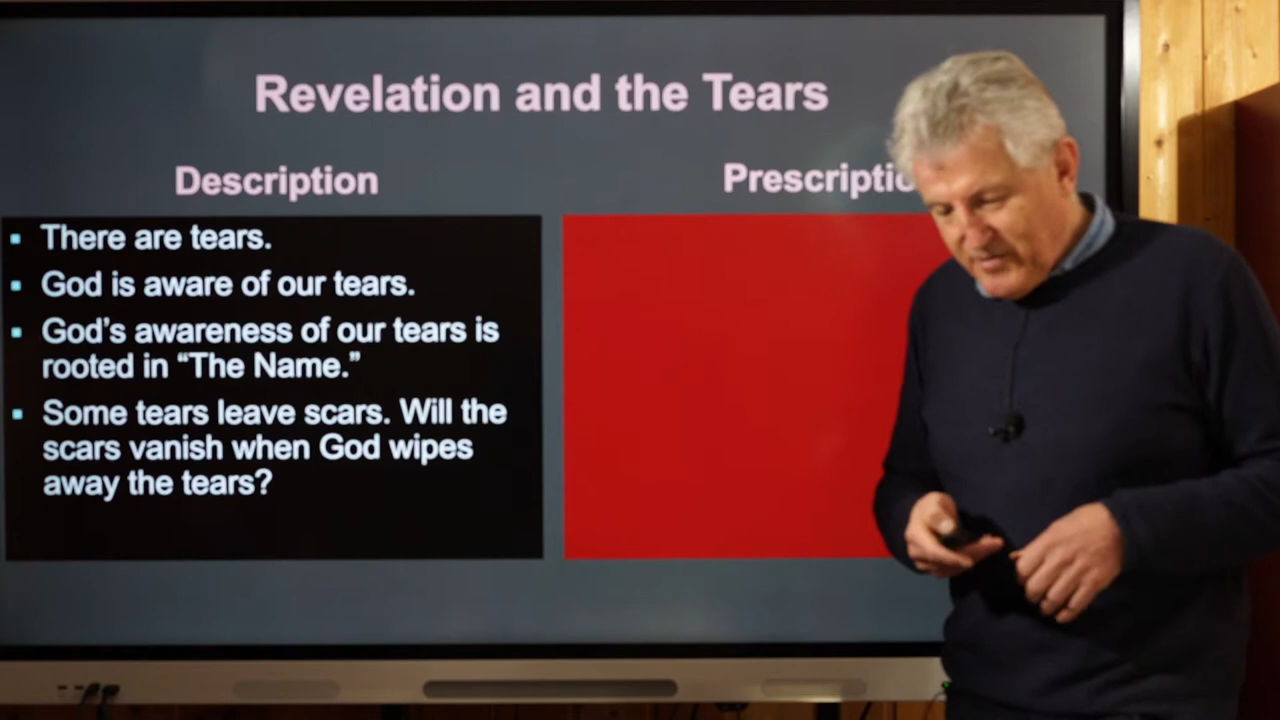 Revelation and the Tears
Description
Prescriptio
There are tears.
God is aware of our tears.
God’s awareness of our tears is
rooted in “The Name.”
Some tears leave scars. Will the
scars vanish when God wipes
away the tears?